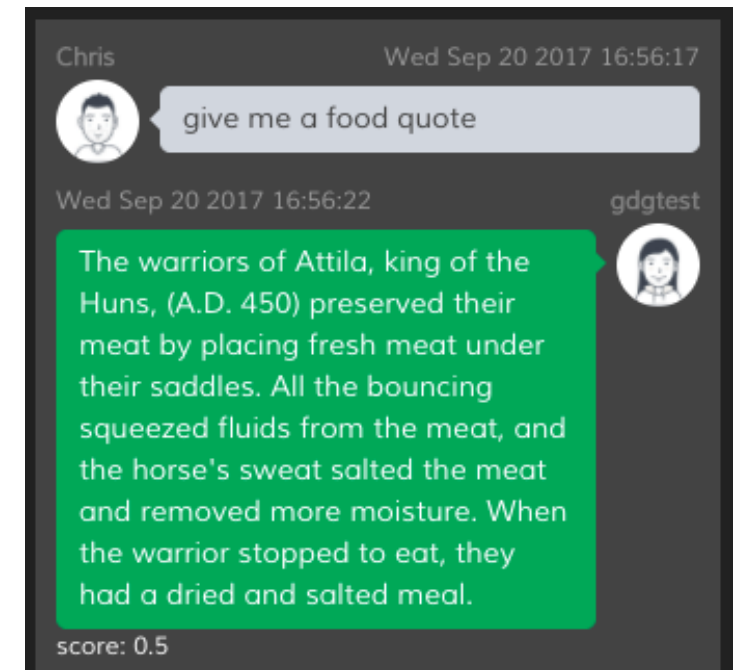 Chris Wed Sep 20 2017 16:56:17
give me a food quote
Wed Sep 20 2017 16:56:22 gdgtest
The warriors of Attila, king of the
Huns, (A.D. 450) preserved their
meat by placing fresh meat under
their saddles. All the bouncing
squeezed fluids from the meat, and
the horse's sweat salted the meat
and removed more moisture. When
the warrior stopped to eat, they
had a dried and salted meal.
score: 0.5